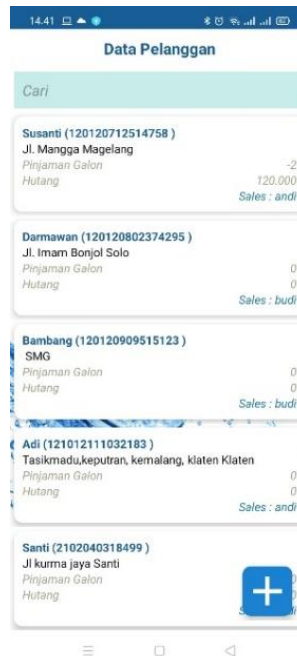 14.41
Data Pelanggan
Cari
Susanti (120120712514758 )
Jl. Mangga Magelang
Pinjaman Galon -2
Hutang 120.000
Sales : andi
Darmawan (120120802374295 )
Jl. Imam Bonjol Solo
Pinjaman Galon 0
Hutang 0
Sales : budi
Bambang (120120909515123 )
SMG
Pinjaman Galon 0
Hutang 0
Sales : budi
Adi (121012111032183 )
Tasikmadu,keputran, kemalang, klaten Klaten
Pinjaman Galon 0
Hutang 0
Sales : andi
Santi (2102040318499 )
Jl kurma jaya Santi
Pinjaman Galon 0
Hutang 0